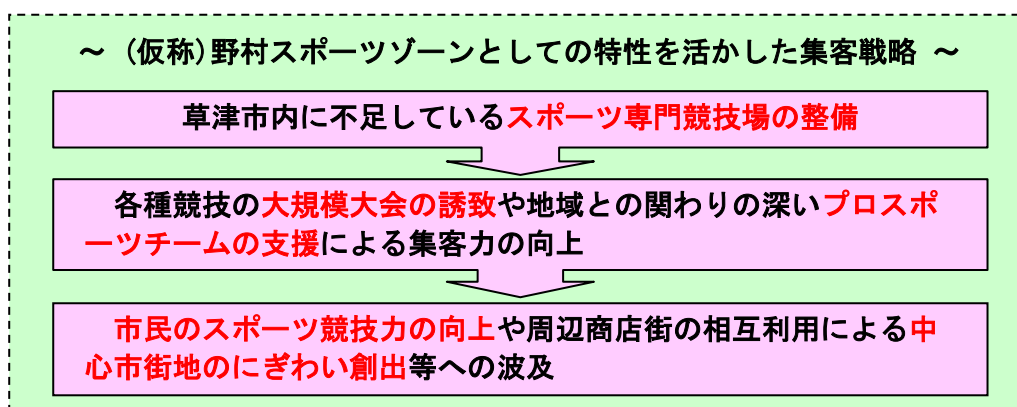 ～ (仮称)野村スポーツゾーンとしての特性を活かした集客戦略 ～
草津市内に不足しているスポーツ専門競技場の整備
各種競技の大規模大会の誘致や地域との関わりの深いプロスポ
ーツチームの支援による集客力の向上
市民のスポーツ競技力の向上や周辺商店街の相互利用による中
心市街地のにぎわい創出等への波及